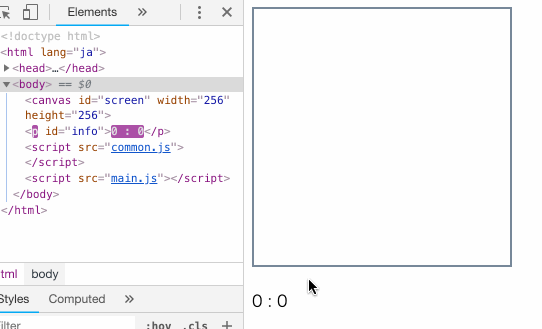 Elements
<!doctype html>
<html lang="ja">
<head>…</head>
<body> == $0
<canvas id="screen" width="256"
height="256">
<p id="info">0 : 0</p>
<script src="common.js">
</script>
<script src="main.js"></script>
</body>
</html>
tml body
Styles Computed
ilter :hov .cls +
0 : 0